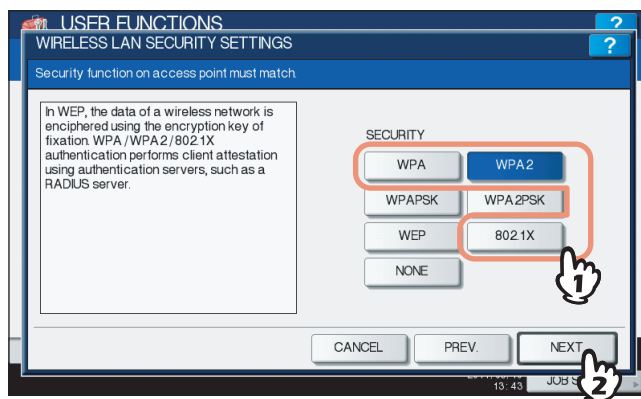 USER FUNCTIONS
?
WIRELESS LAN SECURITY SETTINGS
?
Security function on access point must match.
In WEP, the data of a wireless network is
enciphered using the encryption key of
fixation. WPA/WPA2/802.1X
authentication performs client attestation
using authentication servers, such as a
RADIUS server.
SECURITY
WPA
WPA2
WPAPSK
WPA2PSK
WEP
802.1X
NONE
1
CANCEL
PREV.
NEXT
2
13:43
JOB